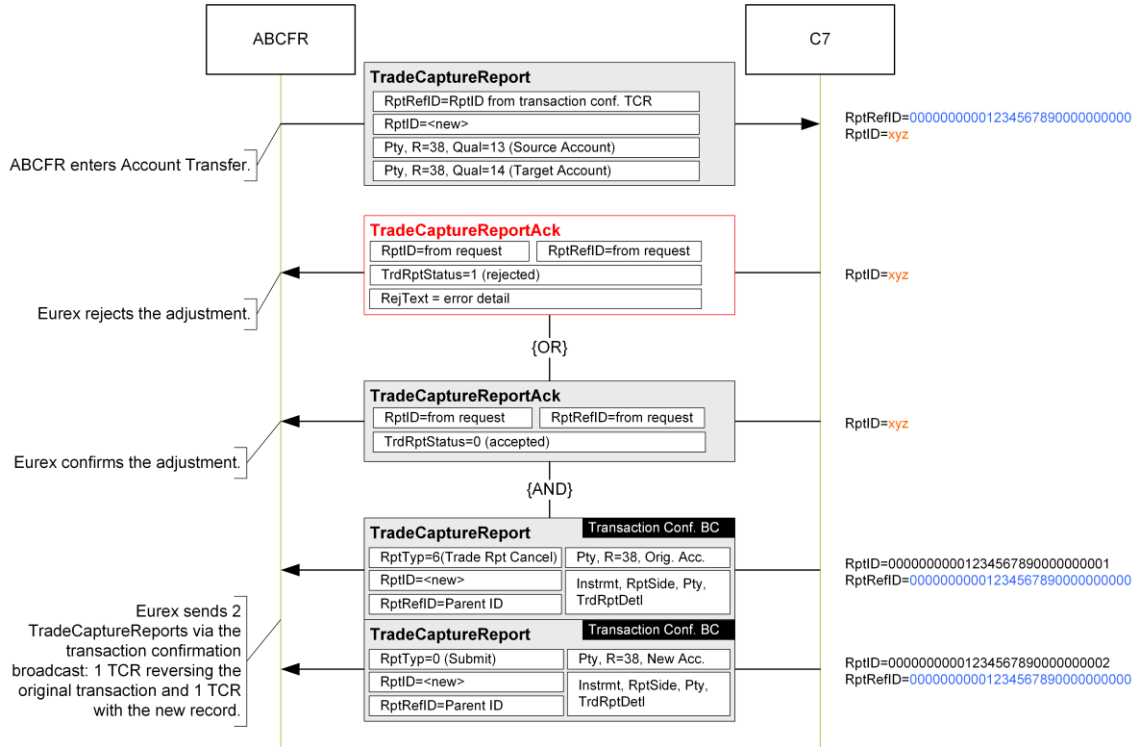 ABCFR
C7
TradeCaptureReport
RptRefID=RptID from transaction conf. TCR
RptID=<new>
Pty, R=38, Qual=13 (Source Account)
Pty, R=38, Qual=14 (Target Account)
RptRefID=00000000001234567890000000000
RptID=xyz
ABCFR enters Account Transfer.
TradeCaptureReportAck
RptID=from request
RptRefID=from request
TrdRptStatus=1 (rejected)
RejText = error detail
RptID=xyz
Eurex rejects the adjustment.
{OR}
TradeCaptureReportAck
RptID=from request
RptRefID=from request
TrdRptStatus=0 (accepted)
RptID=xyz
Eurex confirms the adjustment.
{AND}
TradeCaptureReport
Transaction Conf. BC
RptTyp=6(Trade Rpt Cancel)
Pty, R=38, Orig. Acc.
RptID=<new>
Instrmt, RptSide, Pty,
TrdRptDetl
RptRefID=Parent ID
RptID=00000000001234567890000000001
RptRefID=00000000001234567890000000000
Eurex sends 2
TradeCaptureReports via the
transaction confirmation
broadcast: 1 TCR reversing the
original transaction and 1 TCR
with the new record.
TradeCaptureReport
Transaction Conf. BC
RptTyp=0 (Submit)
Pty, R=38, New Acc.
RptID=<new>
Instrmt, RptSide, Pty,
TrdRptDetl
RptRefID=Parent ID
RptID=00000000001234567890000000002
RptRefID=00000000001234567890000000000